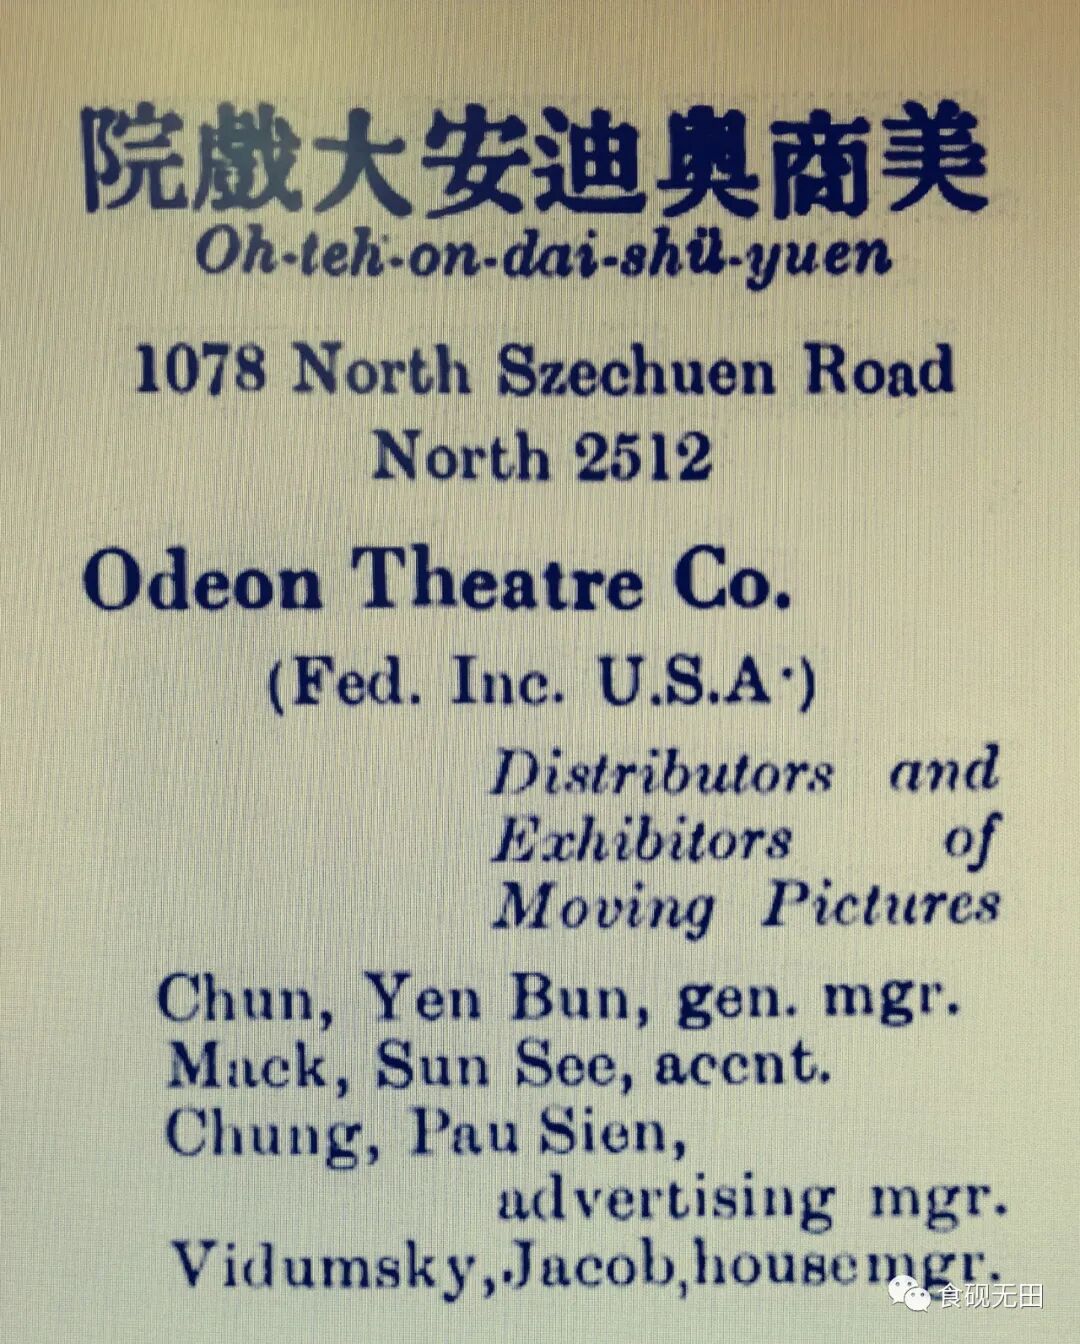 美商奧迪安大戲院
Oh-teh-on-dai-shü-yuen
1078 North Szechuen Road
North 2512
Odeon Theatre Co.
(Fed. Inc. U.S.A.)
Distributors and
Exhibitors of
Moving Pictures
Chun, Yen Bun, gen. mgr.
Mack, Sun See, accnt.
Chung, Pau Sien,
advertising mgr.
Vidumsky, Jacob, house mgr.
食砚无田